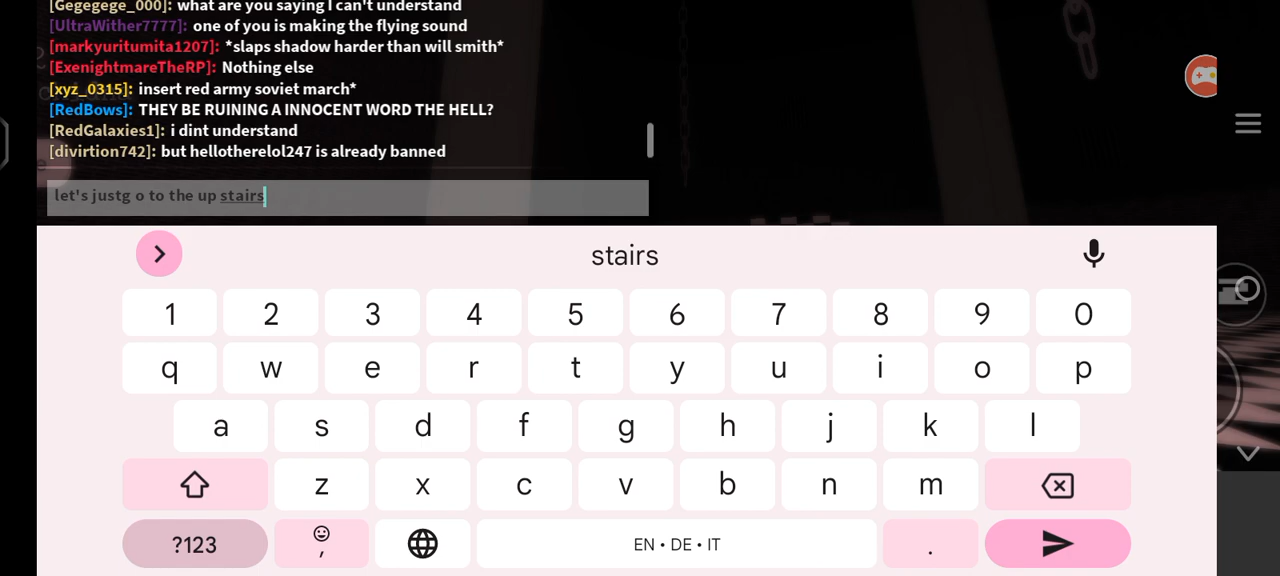 [Gegegege_000]: what are you saying I can't understand
[UltraWither7777]: one of you is making the flying sound
[markyuritumita1207]: *slaps shadow harder than will smith*
[ExenightmareTheRP]: Nothing else
[xyz_0315]: insert red army soviet march*
[RedBows]: THEY BE RUINING A INNOCENT WORD THE HELL?
[RedGalaxies1]: i dint understand
[divirtion742]: but hellotherelol247 is already banned
let's justg o to the up stairs
stairs
1 2 3 4 5 6 7 8 9 0
q w e r t y u i o p
a s d f g h j k l
z x c v b n m
?123 , EN • DE • IT .